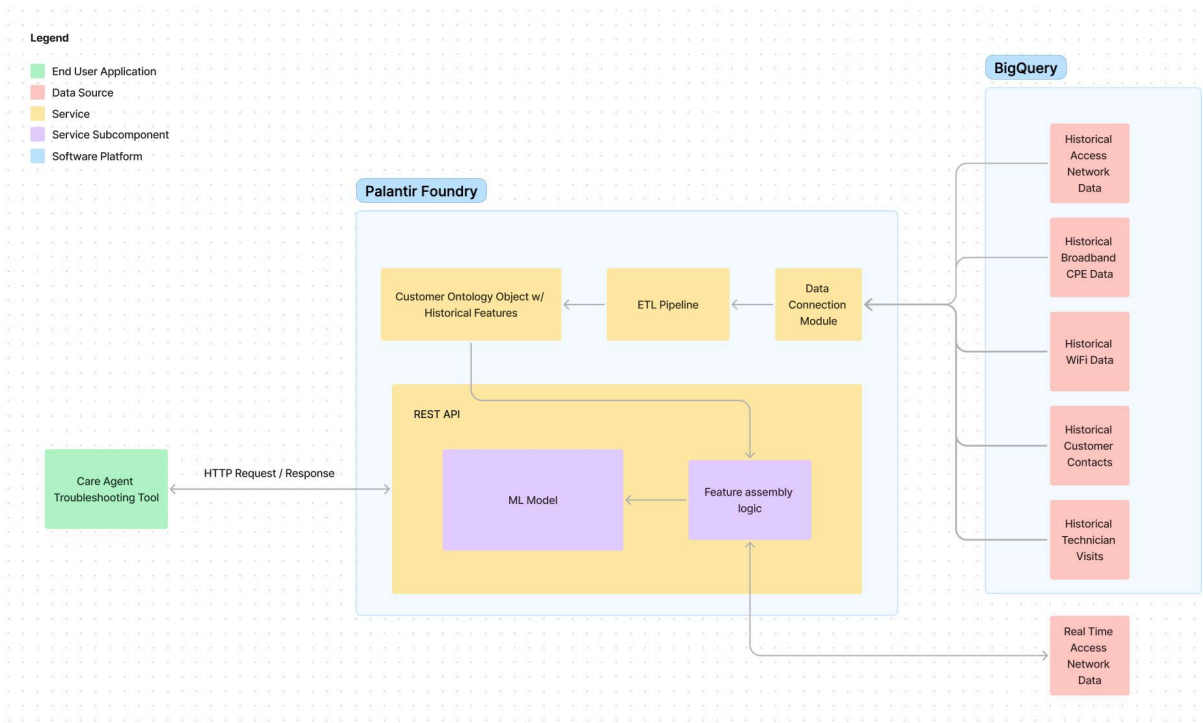 Legend
End User Application
Data Source
Service
Service Subcomponent
Software Platform
BigQuery
Historical
Access
Network
Data
Historical
Broadband
CPE Data
Historical
WiFi Data
Historical
Customer
Contacts
Historical
Technician
Visits
Real Time
Access
Network
Data
Palantir Foundry
Customer Ontology Object w/
Historical Features
ETL Pipeline
Data
Connection
Module
REST API
ML Model
Feature assembly
logic
HTTP Request / Response
Care Agent
Troubleshooting Tool